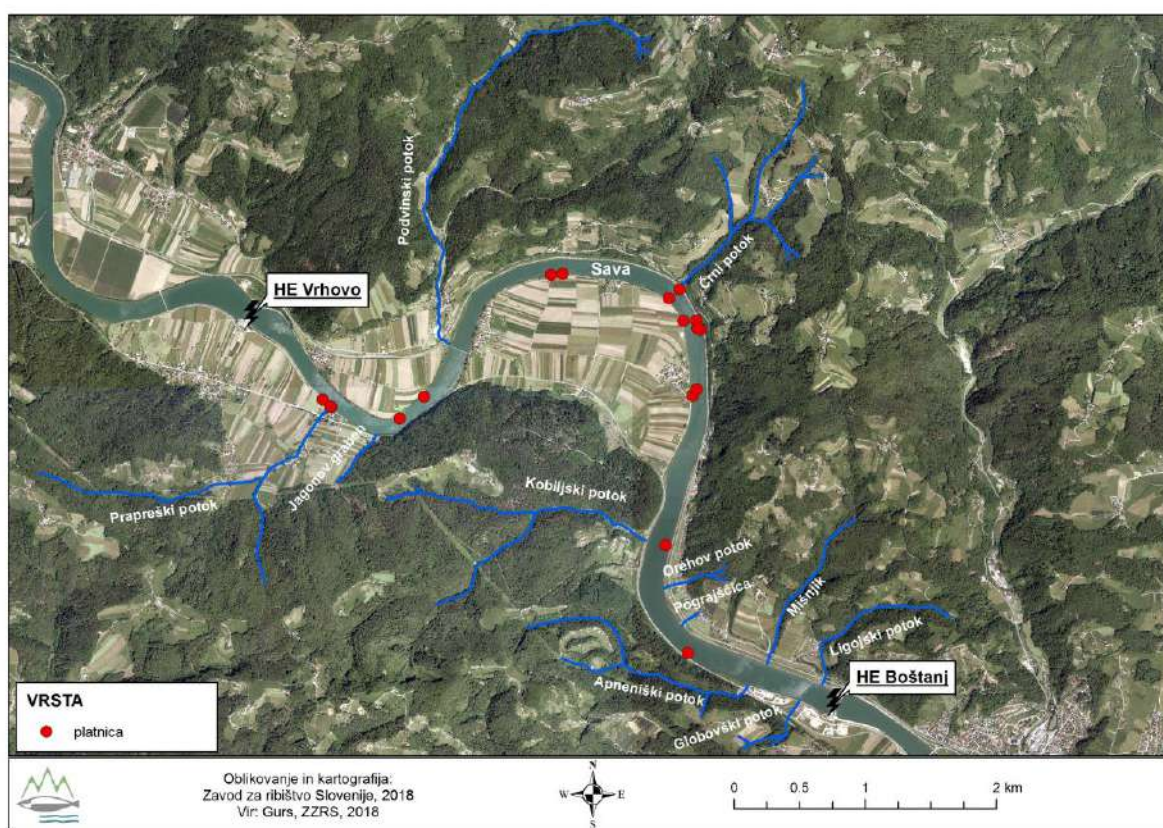 Podvinski potok
Sava
Črni potok
HE Vrhovo
Jagonov graben
Prapreški potok
Kobiljski potok
Orehov potok
Pograjščica
Mišnjik
Ligojski potok
Apneniški potok
HE Boštanj
Globovški potok
VRSTA
platnica
Oblikovanje in kartografija:
Zavod za ribištvo Slovenije, 2018
Vir: Gurs, ZZRS, 2018
N
W E
S
0 0.5 1 2 km